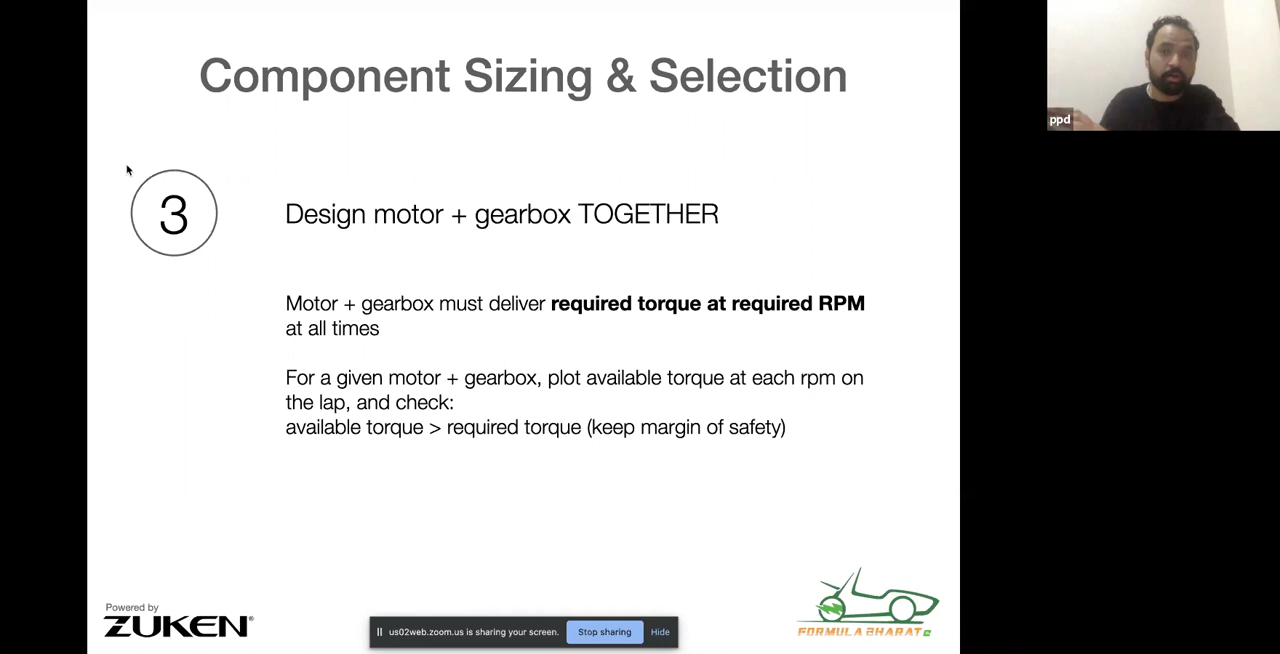 Component Sizing & Selection
ppd
3
Design motor + gearbox TOGETHER
Motor + gearbox must deliver required torque at required RPM
at all times
For a given motor + gearbox, plot available torque at each rpm on
the lap, and check:
available torque > required torque (keep margin of safety)
Powered by
ZUKEN®
us02web.zoom.us is sharing your screen.
Stop sharing
Hide
FORMULA BHARAT